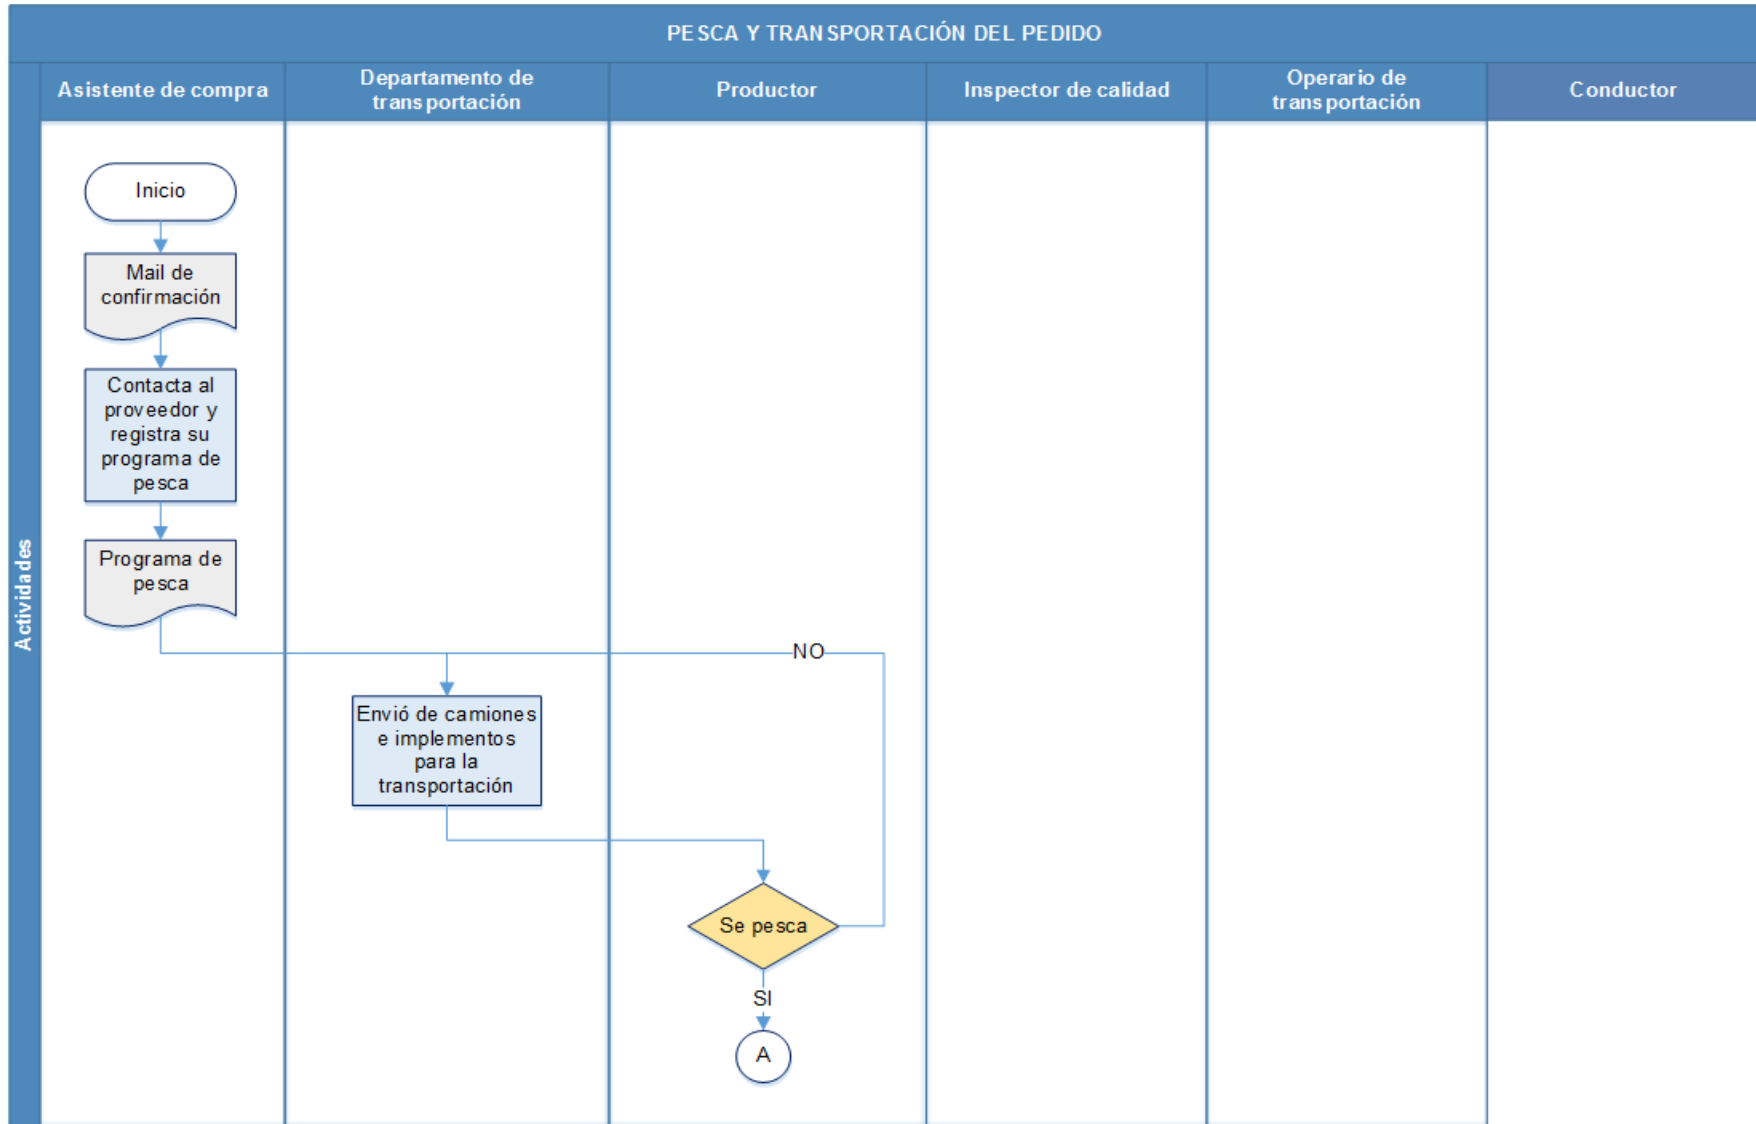 PESCA Y TRANSPORTACIÓN DEL PEDIDO
Asistente de compra
Departamento de
transportación
Productor
Inspector de calidad
Operario de
transportación
Conductor
Actividades
Inicio
Mail de
confirmación
Contacta al
proveedor y
registra su
programa de
pesca
Programa de
pesca
NO
Envió de camiones
e implementos
para la
transportación
Se pesca
SI
A